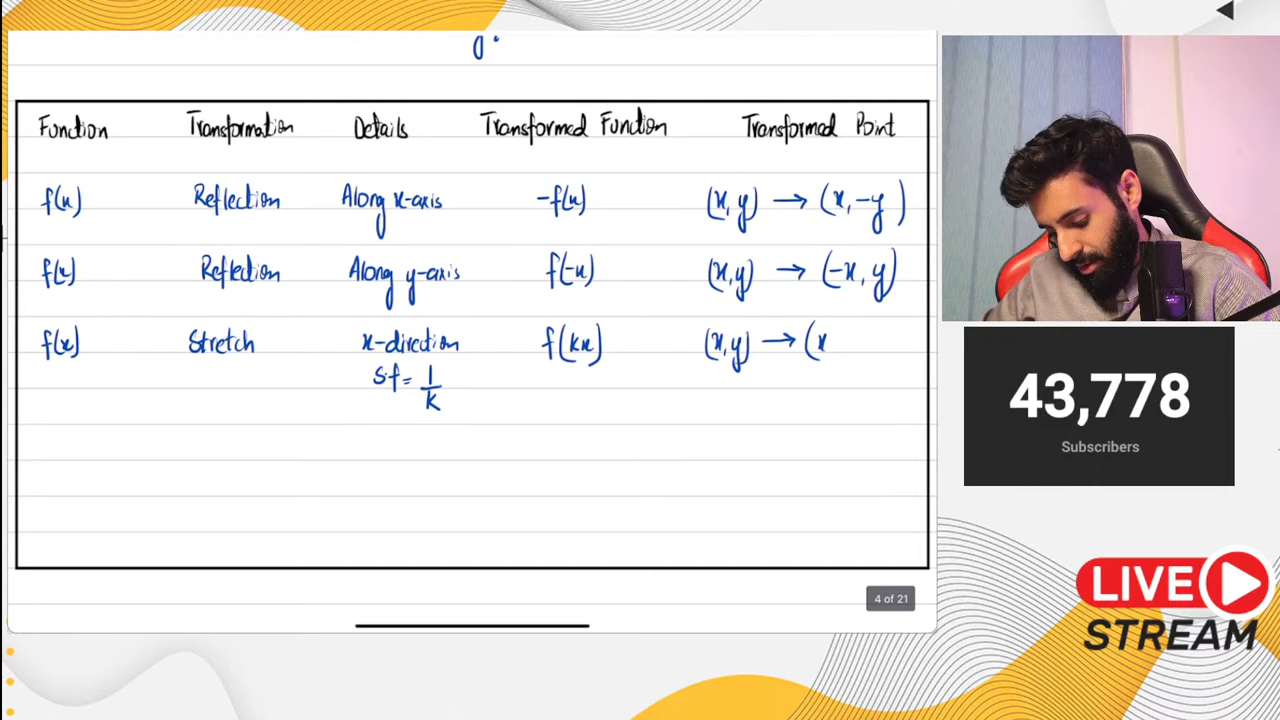 Function Transformation Details Transformed Function Transformed Point
f(x) Reflection Along x-axis -f(x) (x, y) → (x, -y)
f(x) Reflection Along y-axis f(-x) (x, y) → (-x, y)
f(x) Stretch x-direction f(kx) (x, y) → (x
Sf = 1/k
4 of 21
43,778
Subscribers
LIVE
STREAM